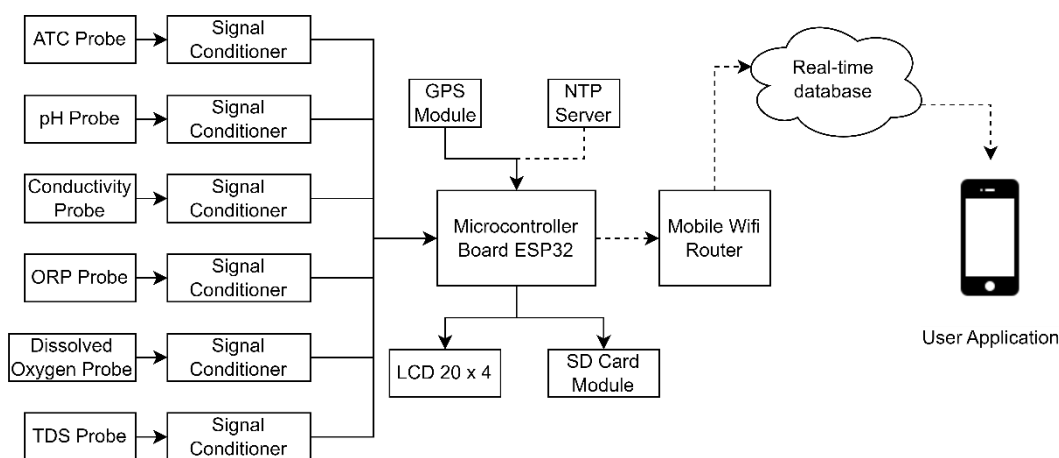 ATC Probe
Signal
Conditioner
pH Probe
Signal
Conditioner
Conductivity
Probe
Signal
Conditioner
ORP Probe
Signal
Conditioner
Dissolved
Oxygen Probe
Signal
Conditioner
TDS Probe
Signal
Conditioner
GPS
Module
NTP
Server
Microcontroller
Board ESP32
LCD 20 x 4
SD Card
Module
Mobile Wifi
Router
Real-time
database
User Application